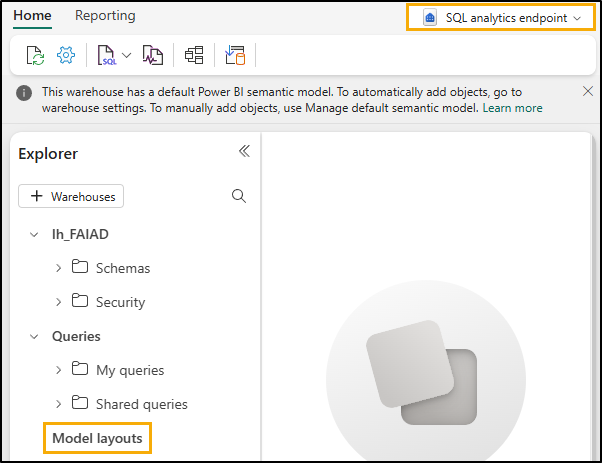 Home Reporting SQL analytics endpoint
SQL
This warehouse has a default Power BI semantic model. To automatically add objects, go to
warehouse settings. To manually add objects, use Manage default semantic model. Learn more
Explorer
+ Warehouses
lh_FAIAD
Schemas
Security
Queries
My queries
Shared queries
Model layouts